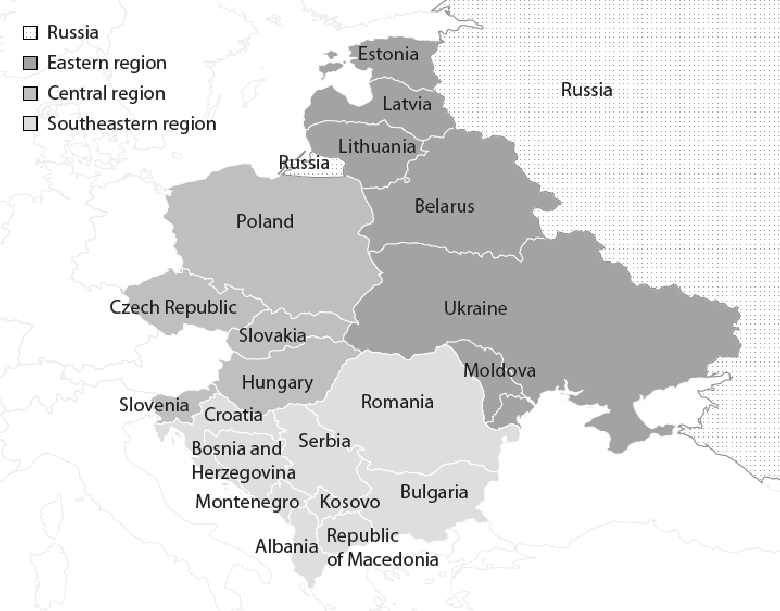 Russia
Eastern region
Central region
Southeastern region
Estonia
Russia
Latvia
Lithuania
Russia
Belarus
Poland
Czech Republic
Ukraine
Slovakia
Moldova
Hungary
Romania
Slovenia
Croatia
Serbia
Bosnia and
Herzegovina
Bulgaria
Montenegro
Kosovo
Republic
of Macedonia
Albania